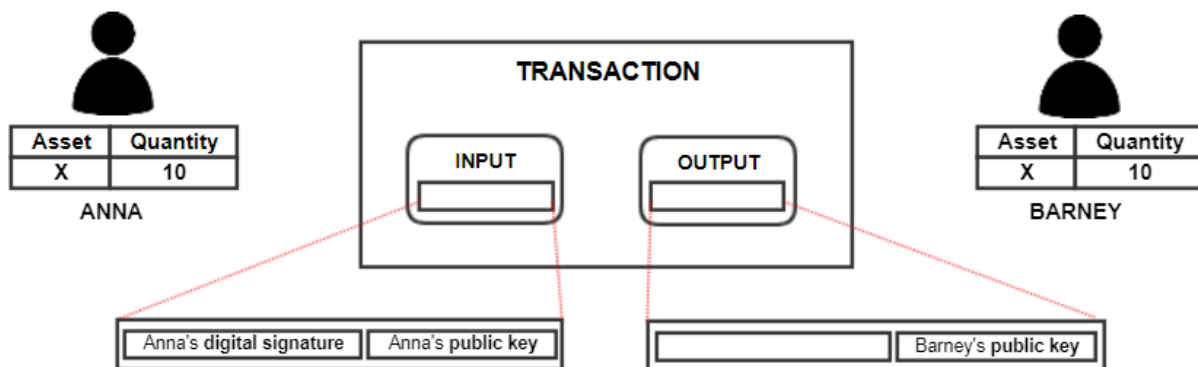 TRANSACTION
Asset Quantity
X 10
ANNA
INPUT
OUTPUT
Asset Quantity
X 10
BARNEY
Anna's digital signature Anna's public key
Barney's public key